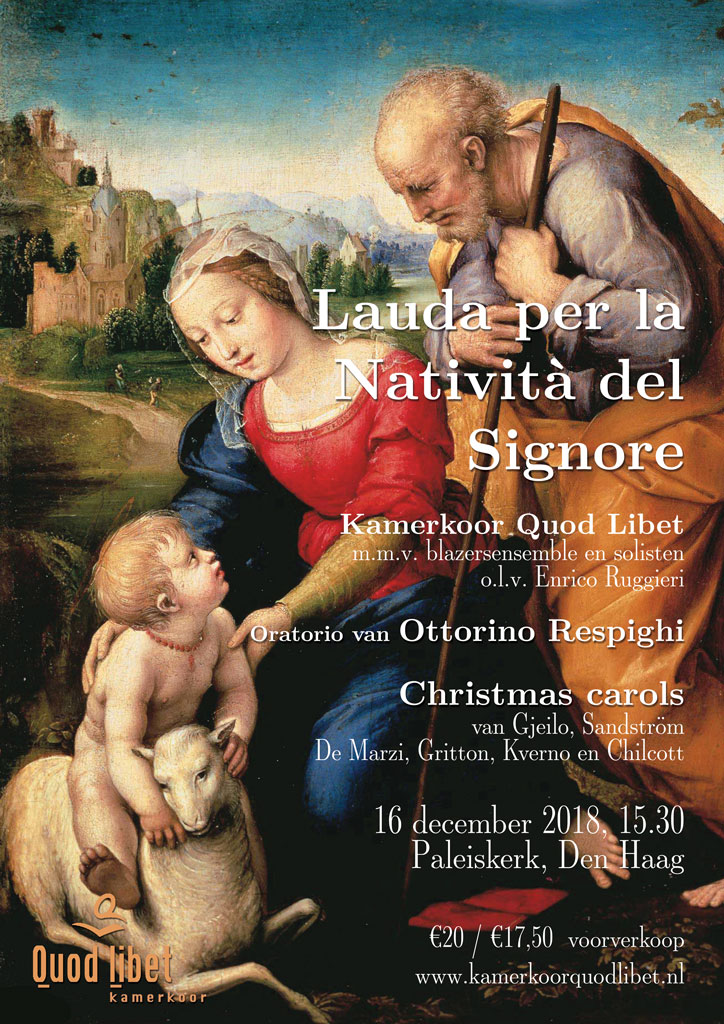 Lauda per la
Natività del
Signore
Kamerkoor Quod Libet
m.m.v. blazersensemble en solisten
o.l.v. Enrico Ruggieri
Oratorio van Ottorino Respighi
Christmas carols
van Gjeilo, Sandström
De Marzi, Gritton, Kverno en Chilcott
16 december 2018, 15.30
Paleiskerk, Den Haag
€20 / €17,50 voorverkoop
www.kamerkoorquodlibet.nl
Quod libet
kamerkoor